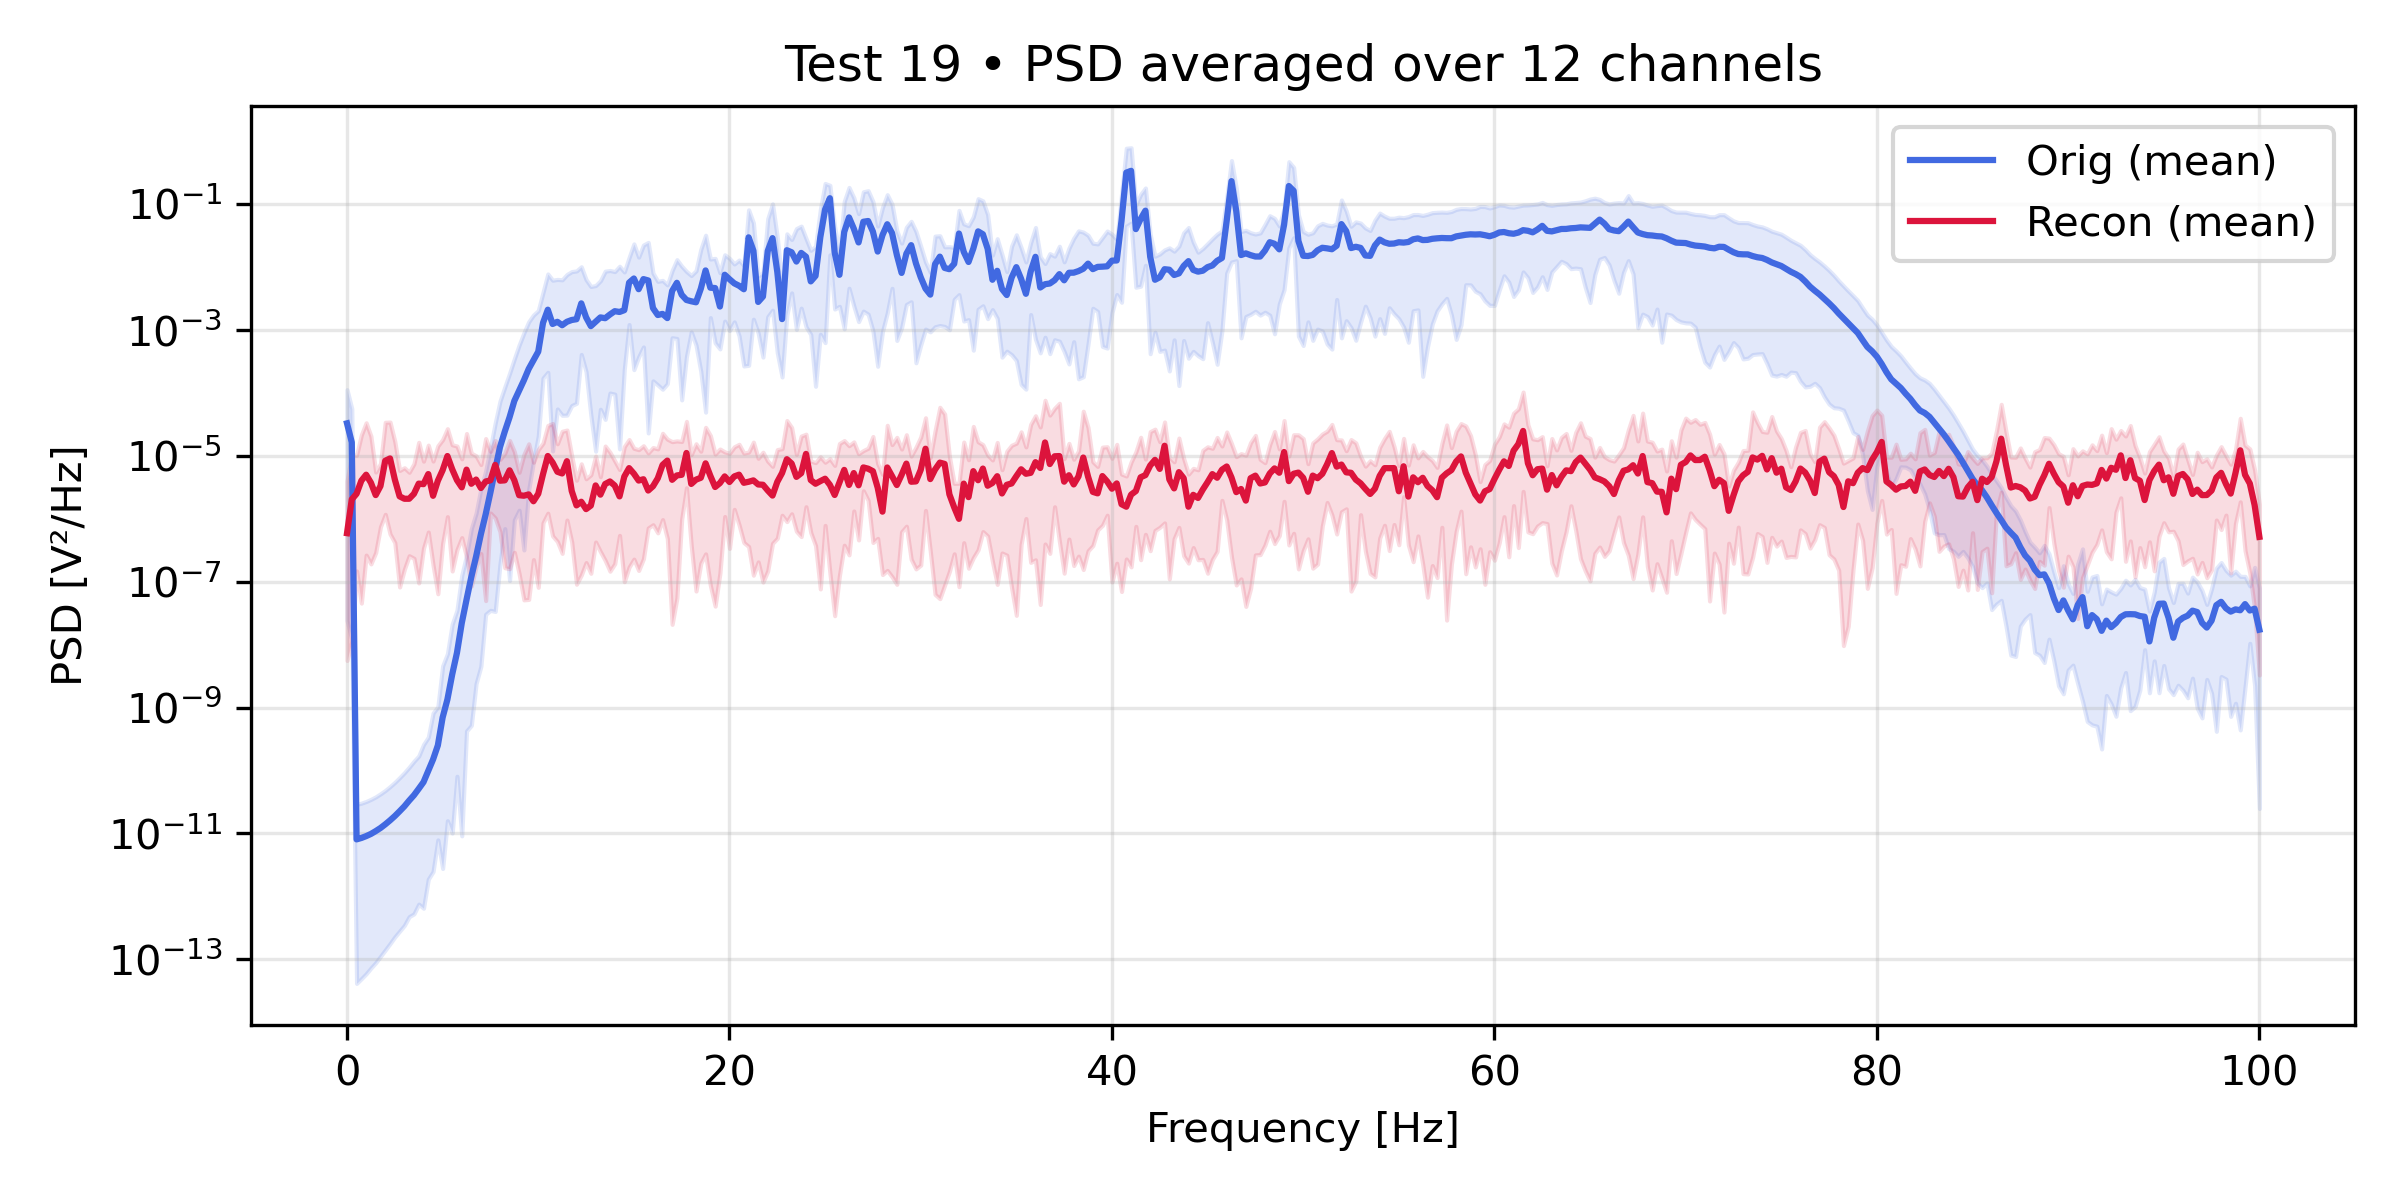 Test 19 • PSD averaged over 12 channels
Orig (mean)
Recon (mean)
PSD [V²/Hz]
10⁻¹
10⁻³
10⁻⁵
10⁻⁷
10⁻⁹
10⁻¹¹
10⁻¹³
0 20 40 60 80 100
Frequency [Hz]